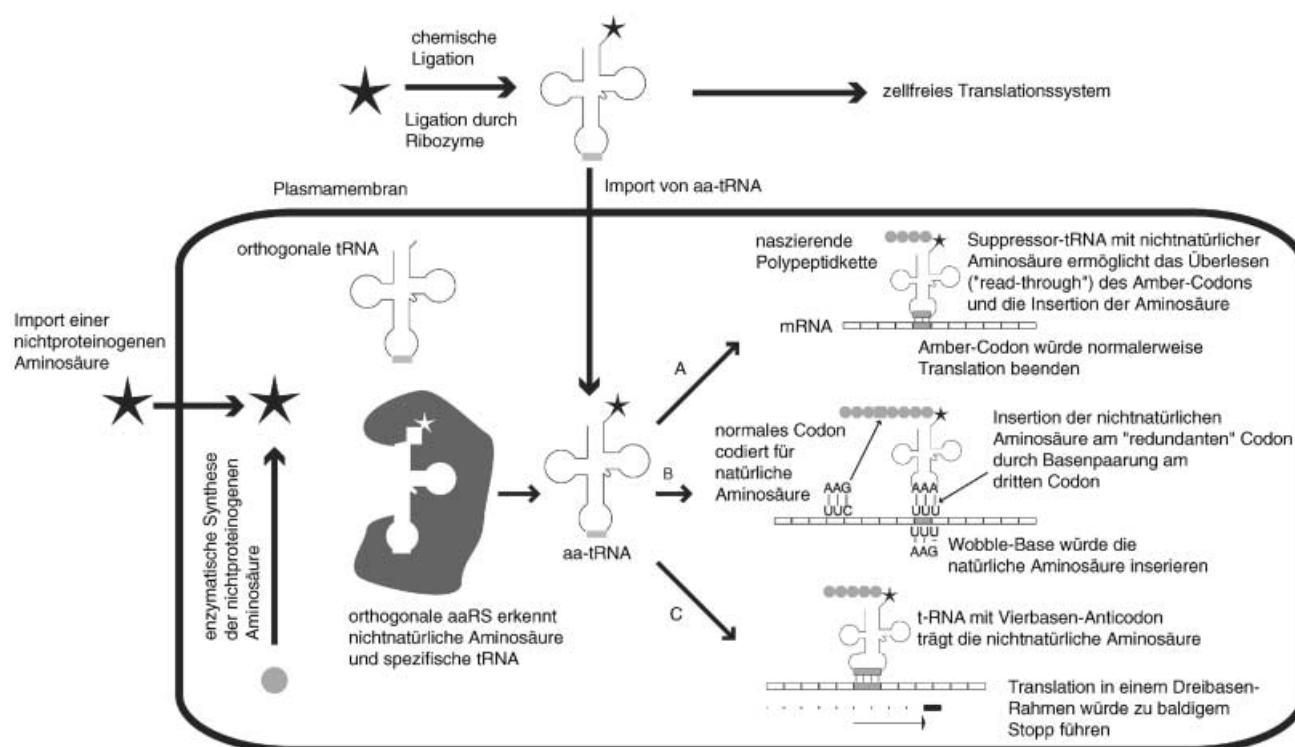 chemische
Ligation
Ligation durch
Ribozyme
zellfreies Translationssystem
Plasmamembran
Import von aa-tRNA
orthogonale tRNA
Import einer
nichtproteinogenen
Aminosäure
enzymatische Synthese
der nichtproteinogenen
Aminosäure
orthogonale aaRS erkennt
nichtnatürliche Aminosäure
und spezifische tRNA
aa-tRNA
A
B
C
naszierende
Polypeptidkette
mRNA
Suppressor-tRNA mit nichtnatürlicher
Aminosäure ermöglicht das Überlesen
("read-through") des Amber-Codons
und die Insertion der Aminosäure
Amber-Codon würde normalerweise
Translation beenden
normales Codon
codiert für
natürliche
Aminosäure
AAG
UUC
AAA
UUU
UUU
AAG
Insertion der nichtnatürlichen
Aminosäure am "redundanten" Codon
durch Basenpaarung am
dritten Codon
Wobble-Base würde die
natürliche Aminosäure inserieren
t-RNA mit Vierbasen-Anticodon
trägt die nichtnatürliche Aminosäure
Translation in einem Dreibasen-
Rahmen würde zu baldigem
Stopp führen